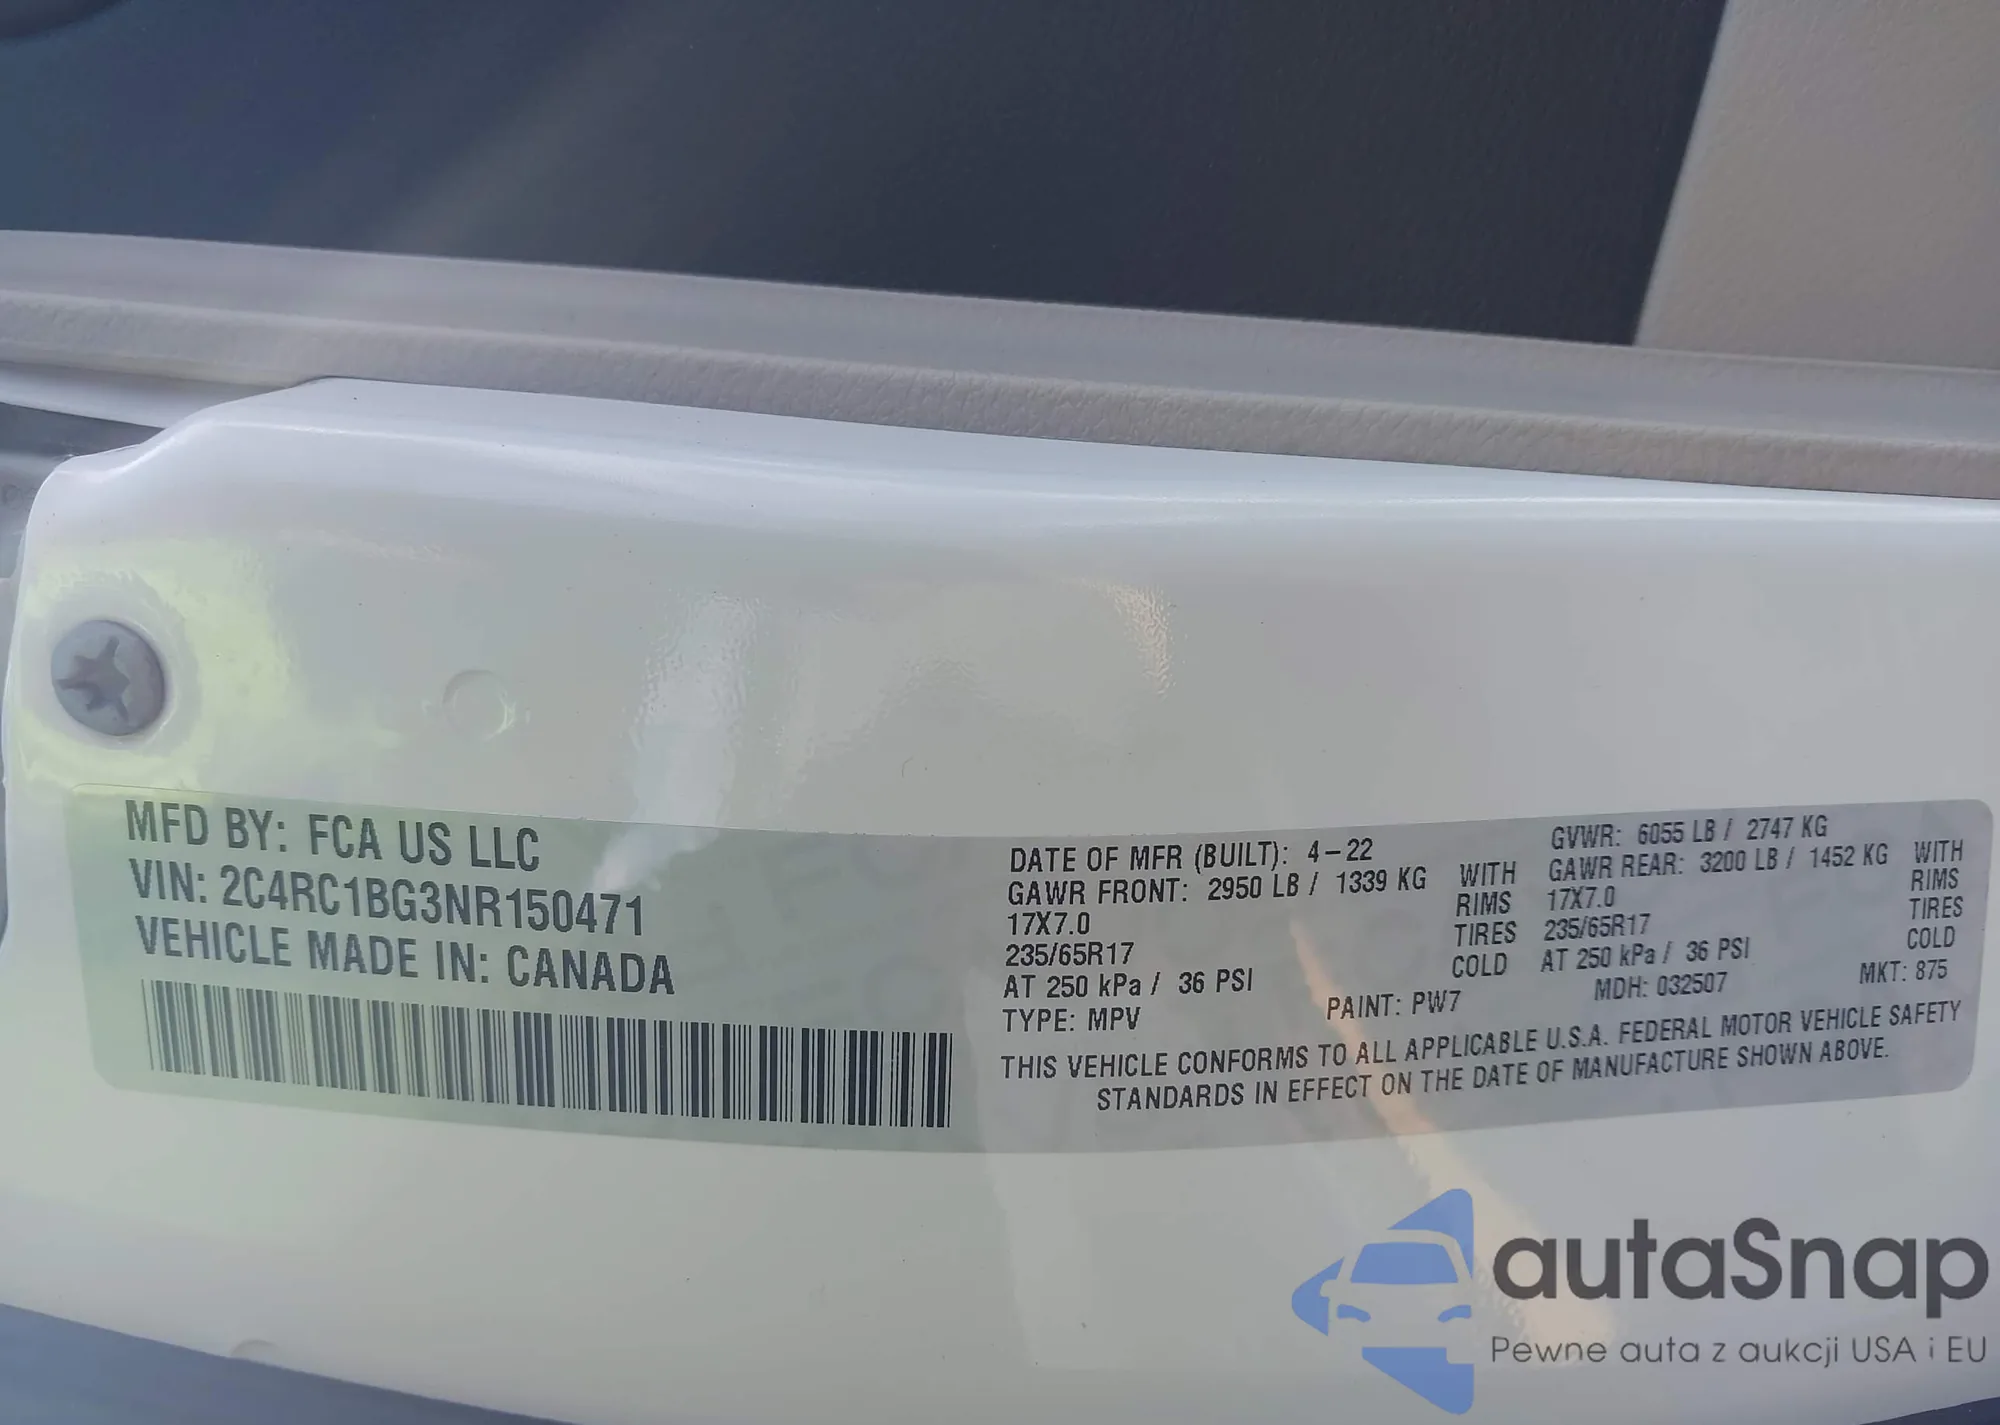 MFD BY: FCA US LLC
VIN: 2C4RC1BG3NR150471
VEHICLE MADE IN: CANADA
DATE OF MFR (BUILT): 4-22
GVWR: 6055 LB / 2747 KG
GAWR FRONT: 2950 LB / 1339 KG WITH
GAWR REAR: 3200 LB / 1452 KG WITH
17X7.0 RIMS
17X7.0 RIMS
235/65R17 TIRES
235/65R17 TIRES
AT 250 kPa / 36 PSI COLD
AT 250 kPa / 36 PSI COLD
TYPE: MPV
PAINT: PW7
MDH: 032507
MKT: 875
THIS VEHICLE CONFORMS TO ALL APPLICABLE U.S.A. FEDERAL MOTOR VEHICLE SAFETY
STANDARDS IN EFFECT ON THE DATE OF MANUFACTURE SHOWN ABOVE.
autaSnap
Pewne auta z aukcji USA i EU